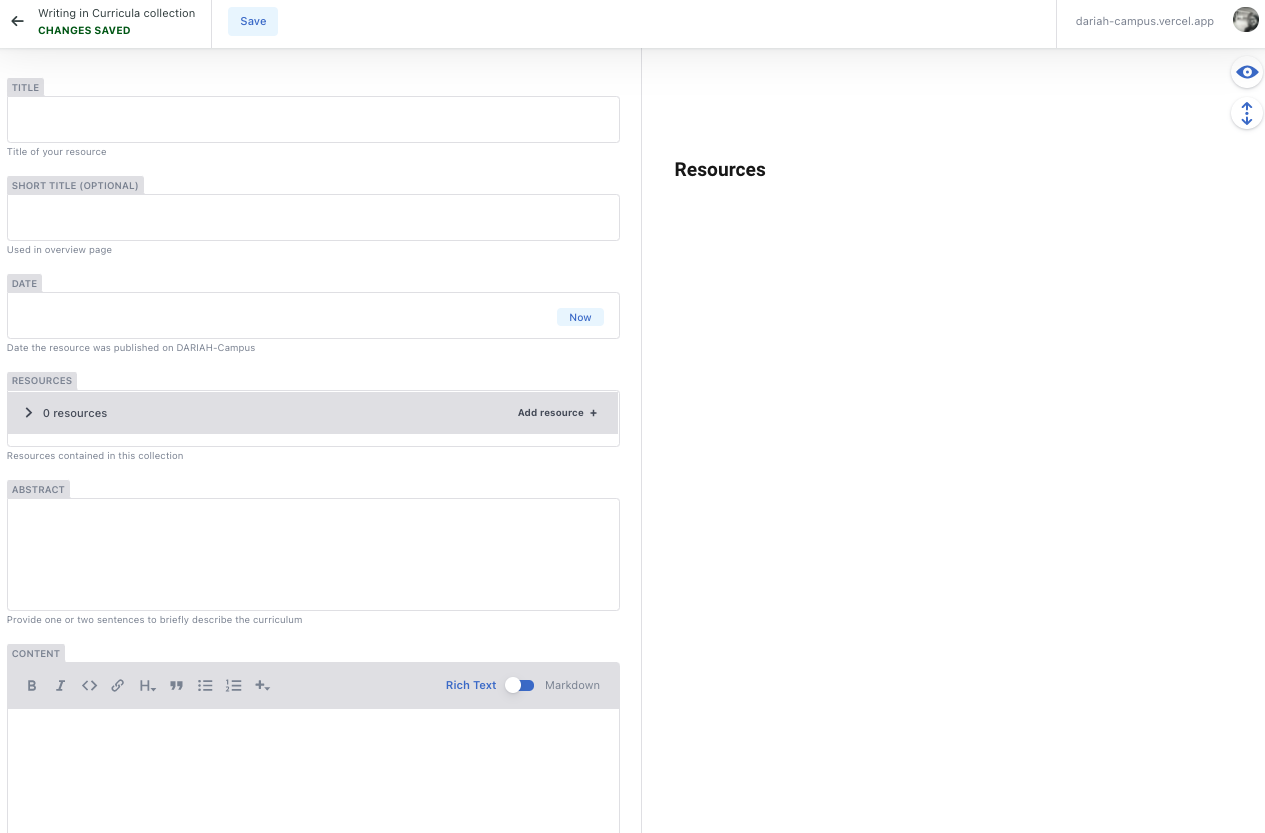 Writing in Curricula collection
CHANGES SAVED
Save
dariah-campus.vercel.app
TITLE
Title of your resource
Resources
SHORT TITLE (OPTIONAL)
Used in overview page
DATE
Now
Date the resource was published on DARIAH-Campus
RESOURCES
0 resources
Add resource +
Resources contained in this collection
ABSTRACT
Provide one or two sentences to briefly describe the curriculum
CONTENT
B I <> H 
Rich Text
Markdown